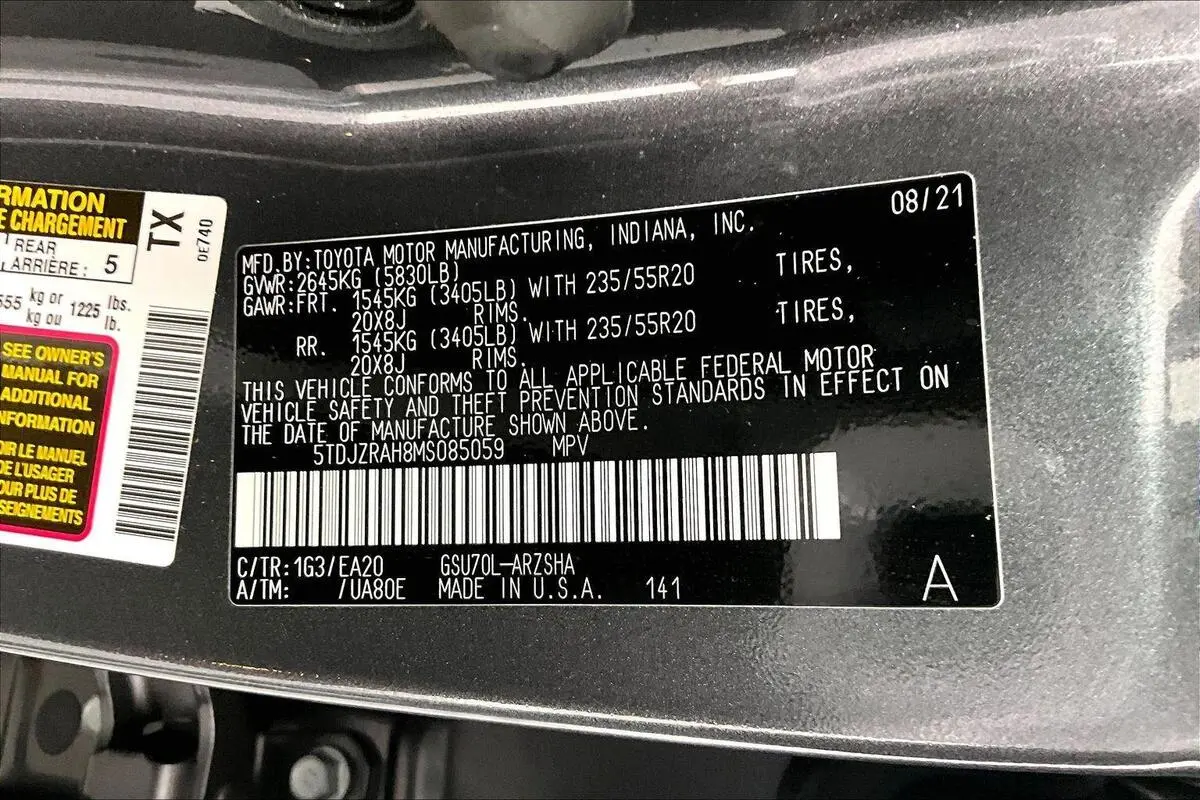 RMATION
E CHARGEMENT
REAR
ARRIÈRE: 5
555 kg or 1225 lbs.
kg ou lb.
SEE OWNER'S
MANUAL FOR
ADDITIONAL
NFORMATION
OIR LE MANUEL
DE L'USAGER
OUR PLUS DE
SEIGNEMENTS
TX
0E740
08/21
MFD.BY:TOYOTA MOTOR MANUFACTURING, INDIANA, INC.
GVWR:2645KG (5830LB)
GAWR:FRT. 1545KG (3405LB) WITH 235/55R20 TIRES,
20X8J RIMS.
RR. 1545KG (3405LB) WITH 235/55R20 TIRES,
20X8J RIMS.
THIS VEHICLE CONFORMS TO ALL APPLICABLE FEDERAL MOTOR
VEHICLE SAFETY AND THEFT PREVENTION STANDARDS IN EFFECT ON
THE DATE OF MANUFACTURE SHOWN ABOVE.
5TDJZRAH8MS085059 MPV
C/TR:1G3/EA20 GSU70L-ARZSHA
A/TM: /UA80E MADE IN U.S.A. 141
A